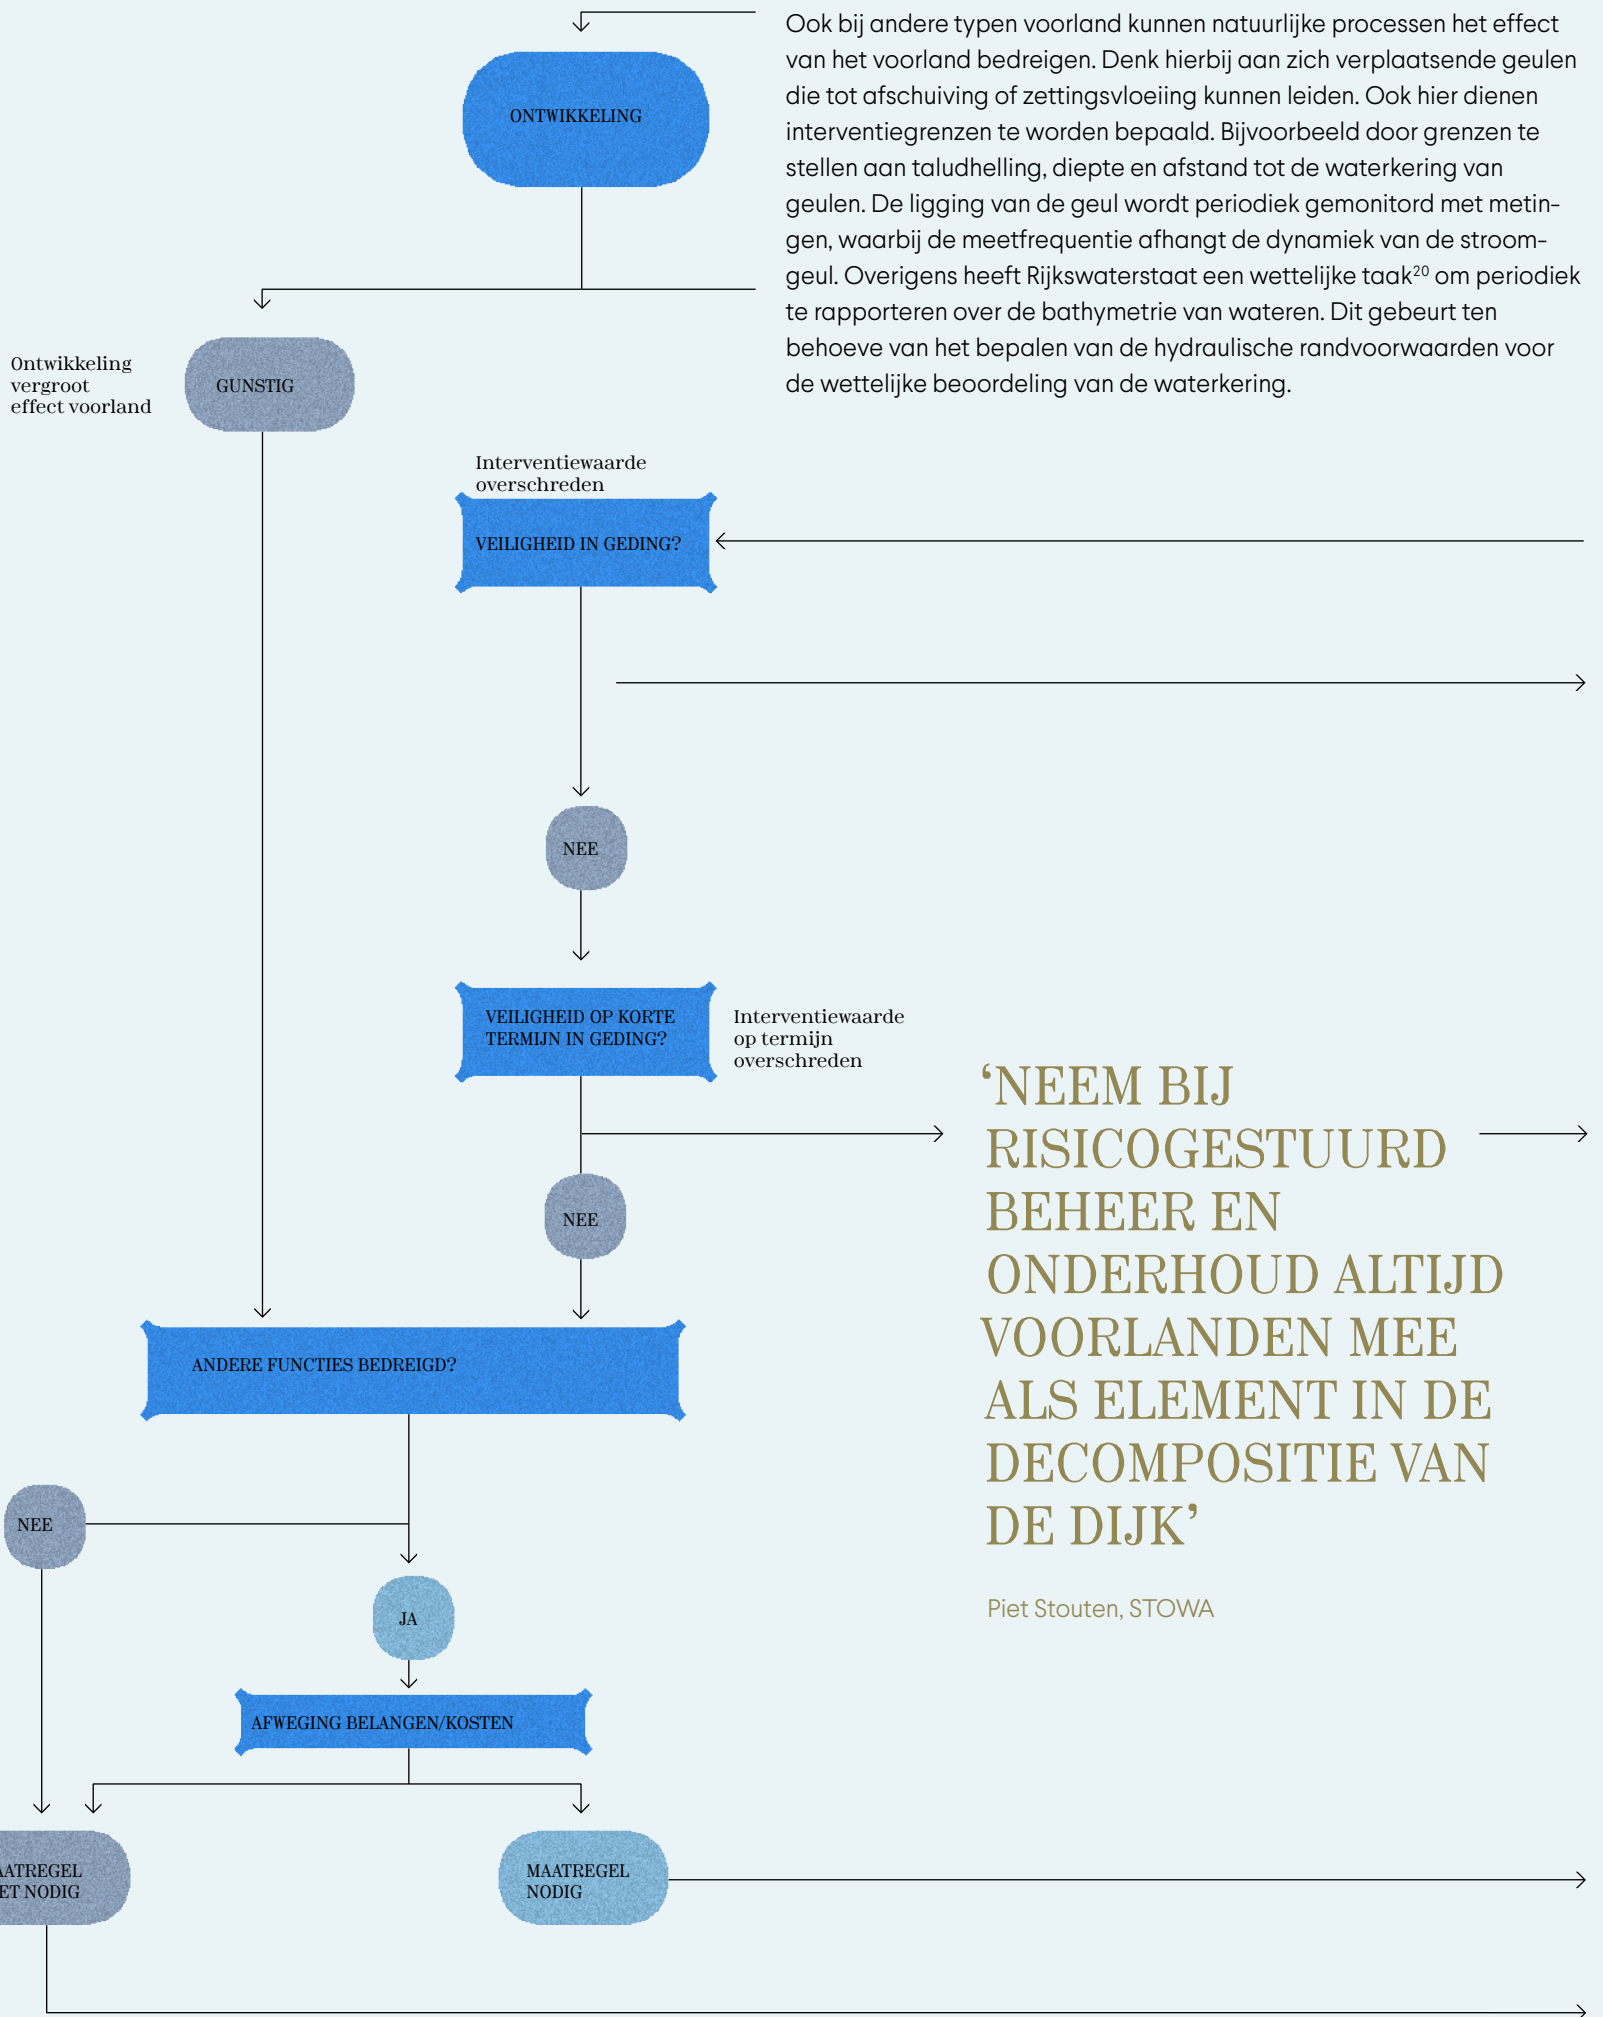 Ook bij andere typen voorland kunnen natuurlijke processen het effect
van het voorland bedreigen. Denk hierbij aan zich verplaatsende geulen
die tot afschuiving of zettingsvloeiing kunnen leiden. Ook hier dienen
interventiegrenzen te worden bepaald. Bijvoorbeeld door grenzen te
stellen aan taludhelling, diepte en afstand tot de waterkering van
geulen. De ligging van de geul wordt periodiek gemonitord met metin-
gen, waarbij de meetfrequentie afhangt de dynamiek van de stroom-
geul. Overigens heeft Rijkswaterstaat een wettelijke taak20 om periodiek
te rapporteren over de bathymetrie van wateren. Dit gebeurt ten
behoeve van het bepalen van de hydraulische randvoorwaarden voor
de wettelijke beoordeling van de waterkering.
ONTWIKKELING
Ontwikkeling
vergroot
effect voorland
GUNSTIG
Interventiewaarde
overschreden
VEILIGHEID IN GEDING?
NEE
VEILIGHEID OP KORTE
TERMIJN IN GEDING?
Interventiewaarde
op termijn
overschreden
NEE
ANDERE FUNCTIES BEDREIGD?
NEE
JA
AFWEGING BELANGEN/KOSTEN
AATREGEL
ET NODIG
MAATREGEL
NODIG
‘NEEM BIJ
RISICOGESTUURD
BEHEER EN
ONDERHOUD ALTIJD
VOORLANDEN MEE
ALS ELEMENT IN DE
DECOMPOSITIE VAN
DE DIJK’
Piet Stouten, STOWA